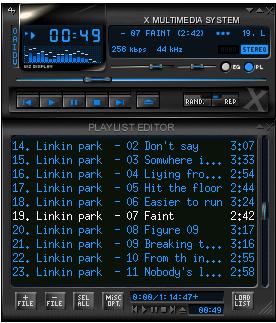 X MULTIMEDIA SYSTEM
O A I D U
00:49
VIZ DISPLAY
- 07 FAINT (2:42) *** 19. L
256 kbps 44 kHz STEREO
EQ PL
RAND. REP
X
PLAYLIST EDITOR
14. Linkin park - 02 Don't say 3:07
15. Linkin park - 03 Somwhere i... 3:33
16. Linkin park - 04 Liying fro... 2:54
17. Linkin park - 05 Hit the floor 2:44
18. Linkin park - 06 Easier to run 3:24
19. Linkin park - 07 Faint 2:42
20. Linkin park - 08 Figure 09 3:17
21. Linkin park - 09 Breaking t... 3:16
22. Linkin park - 10 From th in... 2:55
23. Linkin park - 11 Nobody's l... 2:58
+ FILE
- FILE
SEL ALL
MISC OPT.
0:00/1:14:47+
00:49
LOAD LIST